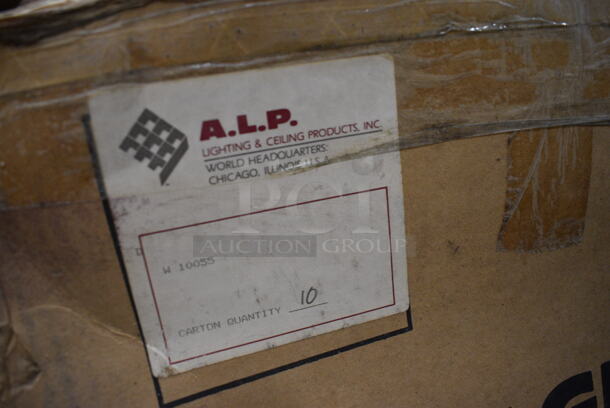 A.L.P.
LIGHTING & CEILING PRODUCTS, INC.
WORLD HEADQUARTERS:
CHICAGO, ILLINOIS U.S.A.
PCI
AUCTION GROUP
W 10055
CARTON QUANTITY 10